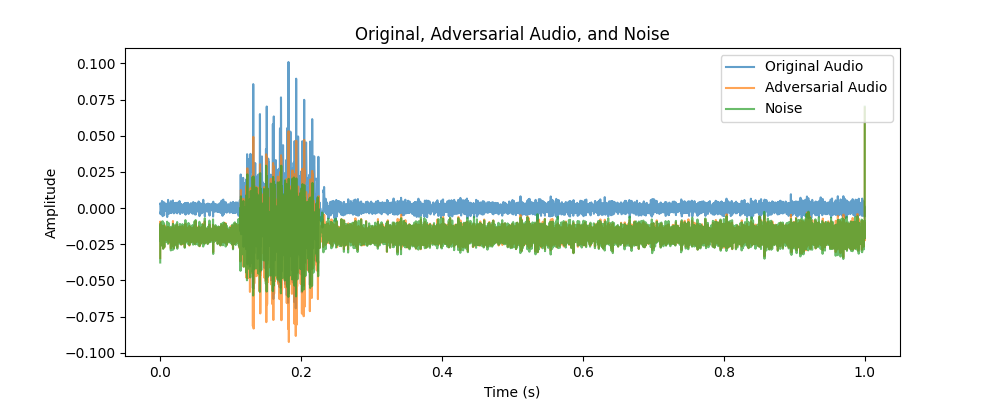 Original, Adversarial Audio, and Noise
Original Audio
Adversarial Audio
Noise
Amplitude
0.100
0.075
0.050
0.025
0.000
−0.025
−0.050
−0.075
−0.100
0.0 0.2 0.4 0.6 0.8 1.0
Time (s)